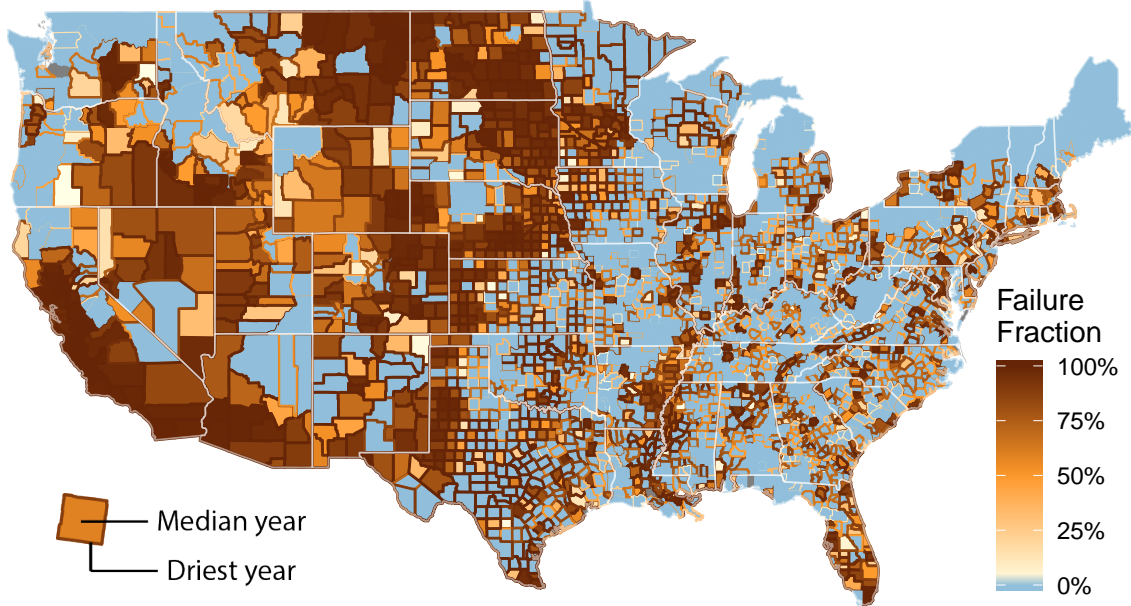 Failure
Fraction
100%
75%
50%
25%
0%
Median year
Driest year